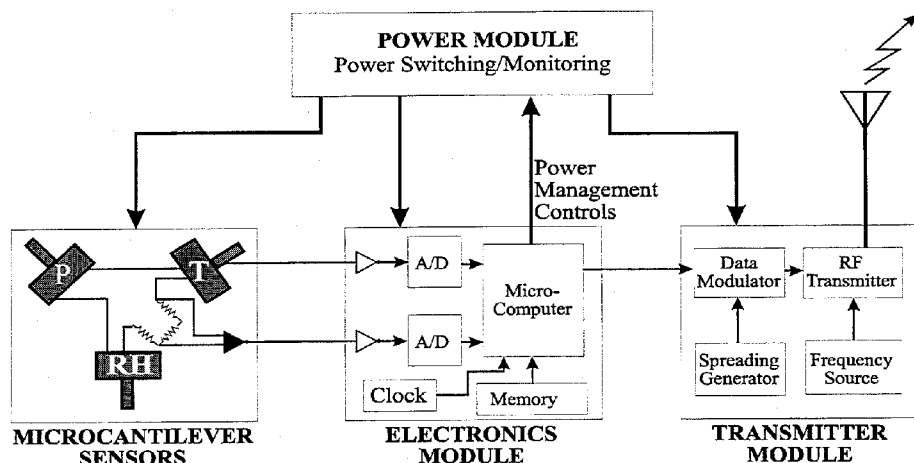 POWER MODULE
Power Switching/Monitoring
Power
Management
Controls
P
T
RH
A/D
A/D
Micro-
Computer
Clock
Memory
Data
Modulator
RF
Transmitter
Spreading
Generator
Frequency
Source
MICROCANTILEVER
SENSORS
ELECTRONICS
MODULE
TRANSMITTER
MODULE